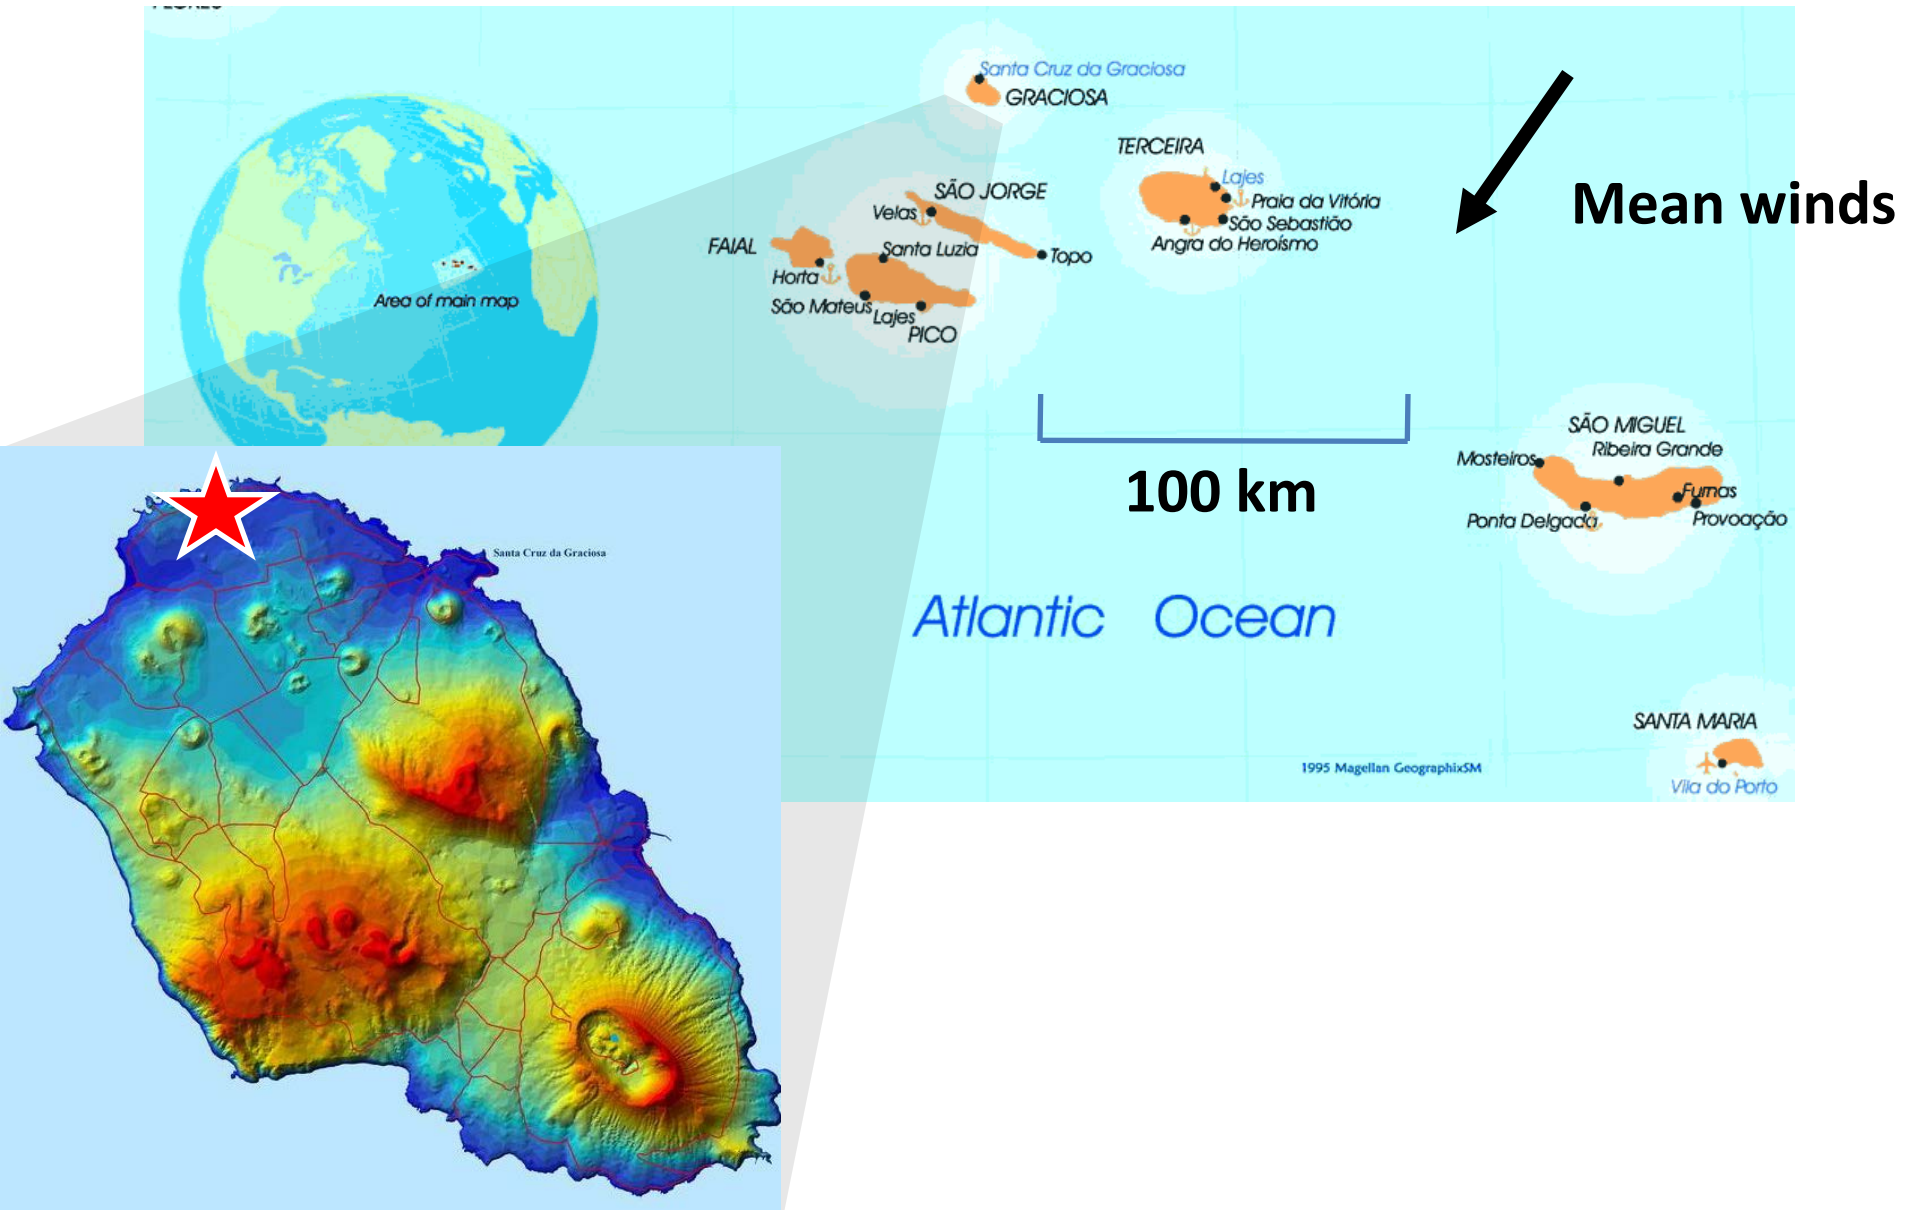 Santa Cruz da Graciosa
GRACIOSA
TERCEIRA
Lajes
Praia da Vitória
São Sebastião
Angra do Heroísmo
Mean winds
SÃO JORGE
Velas
Topo
FAIAL
Horta
Santa Luzia
São Mateus
Lajes
PICO
Area of main map
100 km
SÃO MIGUEL
Ribeira Grande
Mosteiros
Furnas
Ponta Delgada
Provoação
Santa Cruz da Graciosa
Atlantic Ocean
SANTA MARIA
Vila do Porto
1995 Magellan GeographixSM